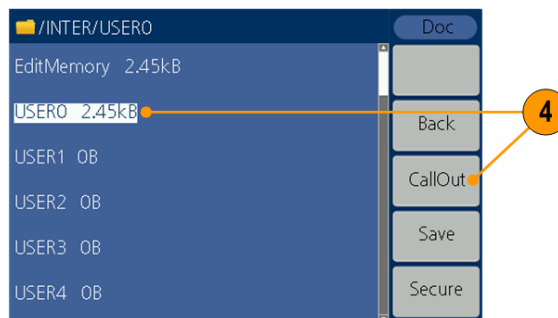 /INTER/USER0
Doc
EditMemory 2.45kB
USER0 2.45kB
Back
4
USER1 0B
CallOut
USER2 0B
Save
USER3 0B
USER4 0B
Secure